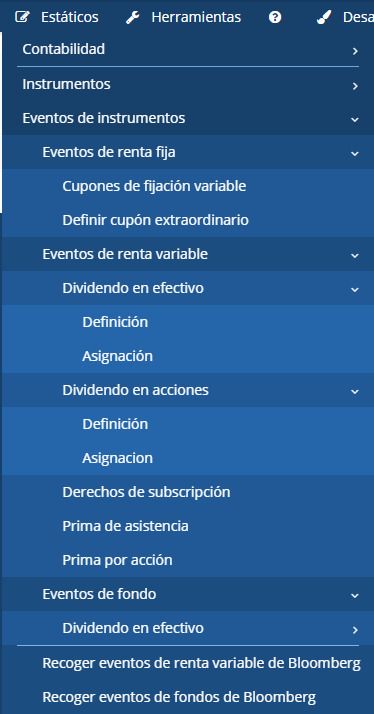 Estáticos Herramientas Desa
Contabilidad
Instrumentos
Eventos de instrumentos
Eventos de renta fija
Cupones de fijación variable
Definir cupón extraordinario
Eventos de renta variable
Dividendo en efectivo
Definición
Asignación
Dividendo en acciones
Definición
Asignacion
Derechos de subscripción
Prima de asistencia
Prima por acción
Eventos de fondo
Dividendo en efectivo
Recoger eventos de renta variable de Bloomberg
Recoger eventos de fondos de Bloomberg